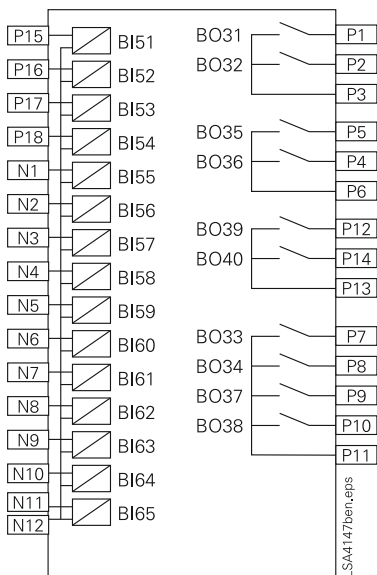 P15 BI51 BO31 P1
P16 BI52 BO32 P2
P17 BI53 P3
P18 BI54 BO35 P5
N1 BI55 BO36 P4
N2 BI56 P6
N3 BI57 BO39 P12
N4 BI58 BO40 P14
N5 BI59 P13
N6 BI60 BO33 P7
N7 BI61 BO34 P8
N8 BI62 BO37 P9
N9 BI63 BO38 P10
N10 BI64 P11
N11 BI65
N12
LSA4147ben.eps